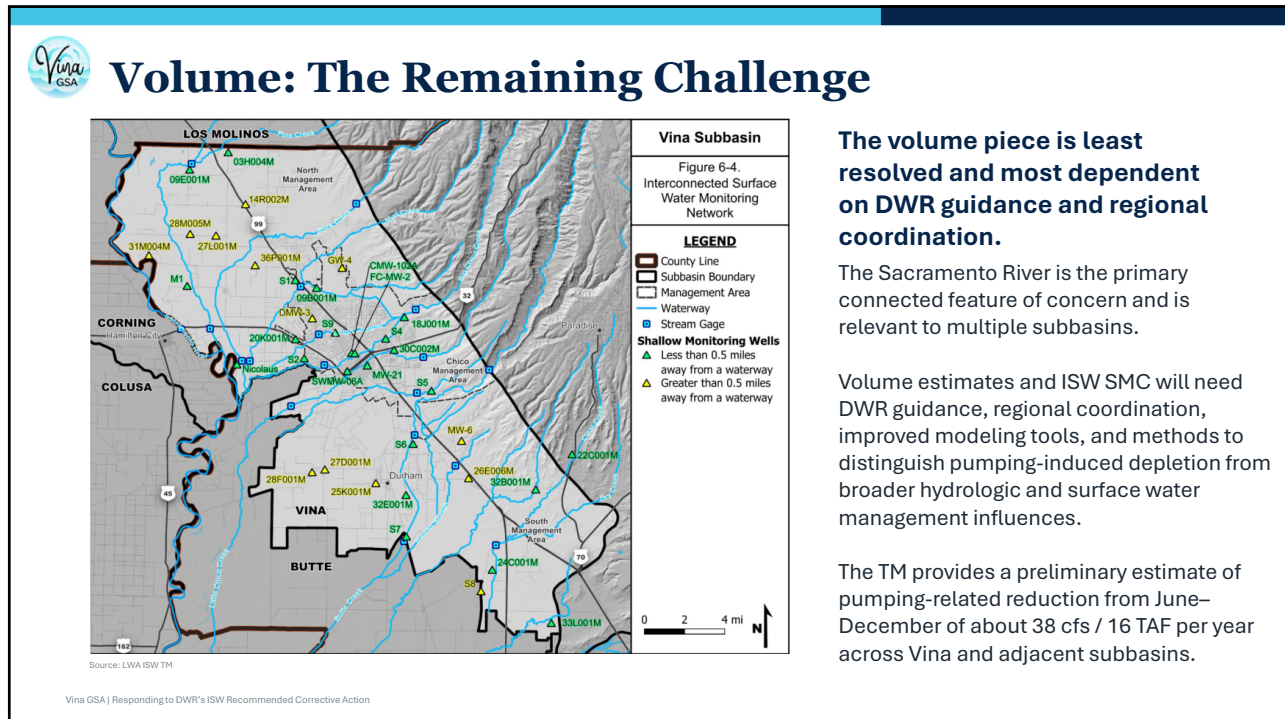 Vina
GSA
Volume: The Remaining Challenge
LOS MOLINOS
Pine Creek
03H004M
09E001M
North
Management
Area
14R002M
99
28M005M
27L001M
31M004M
36P001M
GW-4
CMW-102A
FC-MW-2
M1
S12
09B001M
32
DMW-3
CORNING
Hamilton City
S9
18J001M
Paradise
20K001M
S4
30C002M
S2
Chico
Management
Area
Nicolaus
MW-21
COLUSA
S5
S6
MW-6
22C001M
27D001M
28F001M
26E006M
25K001M
Durham
32B001M
45
32E001M
VINA
S7
South
Management
Area
BUTTE
70
24C001M
S8
33L001M
162
Vina Subbasin
Figure 6-4.
Interconnected Surface
Water Monitoring
Network
LEGEND
County Line
Subbasin Boundary
Management Area
Waterway
Stream Gage
Shallow Monitoring Wells
Less than 0.5 miles
away from a waterway
Greater than 0.5 miles
away from a waterway
0 2 4 mi
N
Source: LWA ISW TM
The volume piece is least
resolved and most dependent
on DWR guidance and regional
coordination.
The Sacramento River is the primary
connected feature of concern and is
relevant to multiple subbasins.
Volume estimates and ISW SMC will need
DWR guidance, regional coordination,
improved modeling tools, and methods to
distinguish pumping-induced depletion from
broader hydrologic and surface water
management influences.
The TM provides a preliminary estimate of
pumping-related reduction from June–
December of about 38 cfs / 16 TAF per year
across Vina and adjacent subbasins.
Vina GSA | Responding to DWR's ISW Recommended Corrective Action